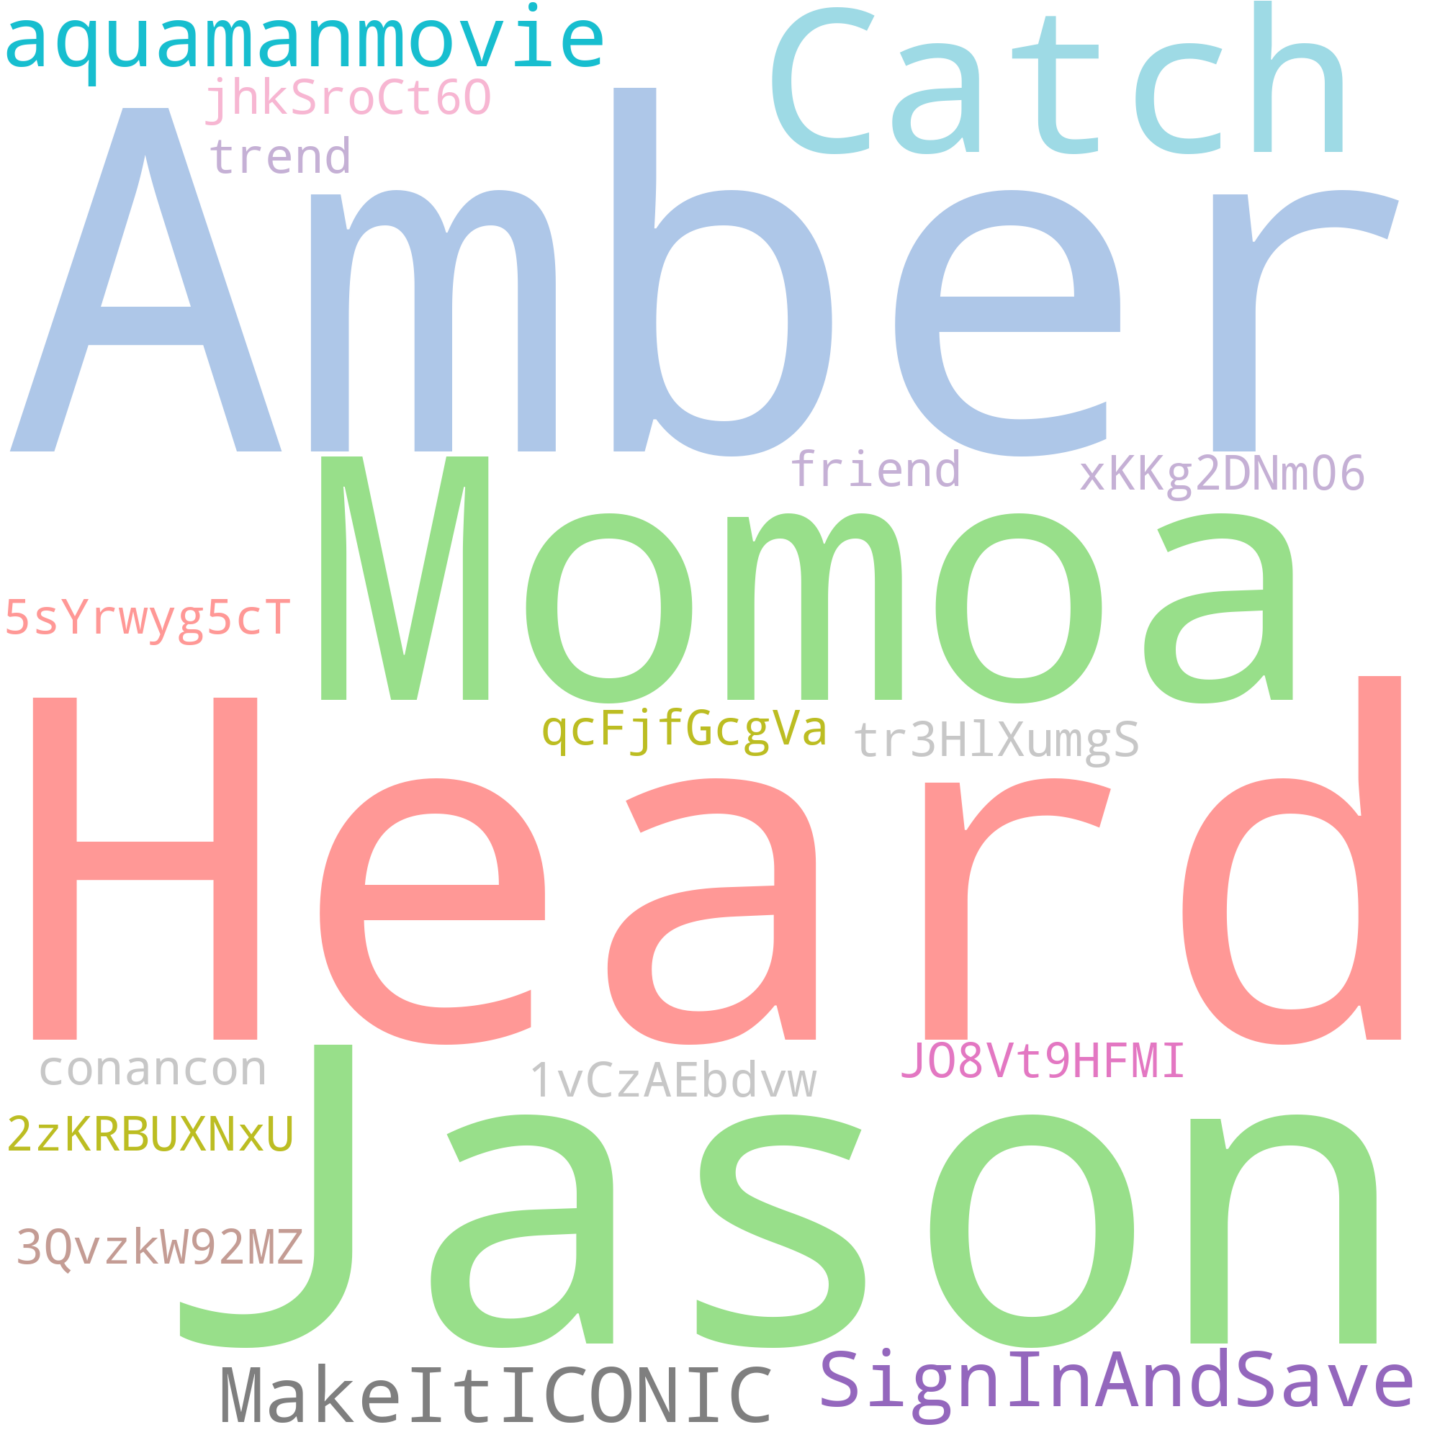 aquamanmovie
Catch
jhkSroCt6O
trend
Amber
friend
xKKg2DNmO6
Momoa
5sYrwyg5cT
qcFjfGcgVa
tr3HlXumgS
Heard
conancon
1vCzAEbdvw
JO8Vt9HFMI
2zKRBUXNxU
Jason
3QvzkW92MZ
MakeItICONIC
SignInAndSave